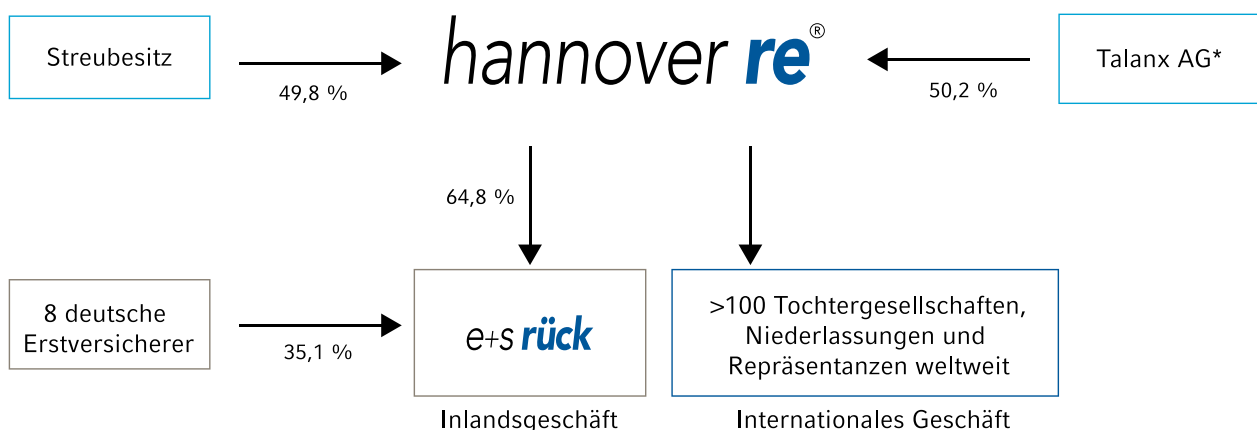 Streubesitz
49,8 %
hannover re®
50,2 %
Talanx AG*
64,8 %
8 deutsche
Erstversicherer
35,1 %
e+s rück
>100 Tochtergesellschaften,
Niederlassungen und
Repräsentanzen weltweit
Inlandsgeschäft
Internationales Geschäft